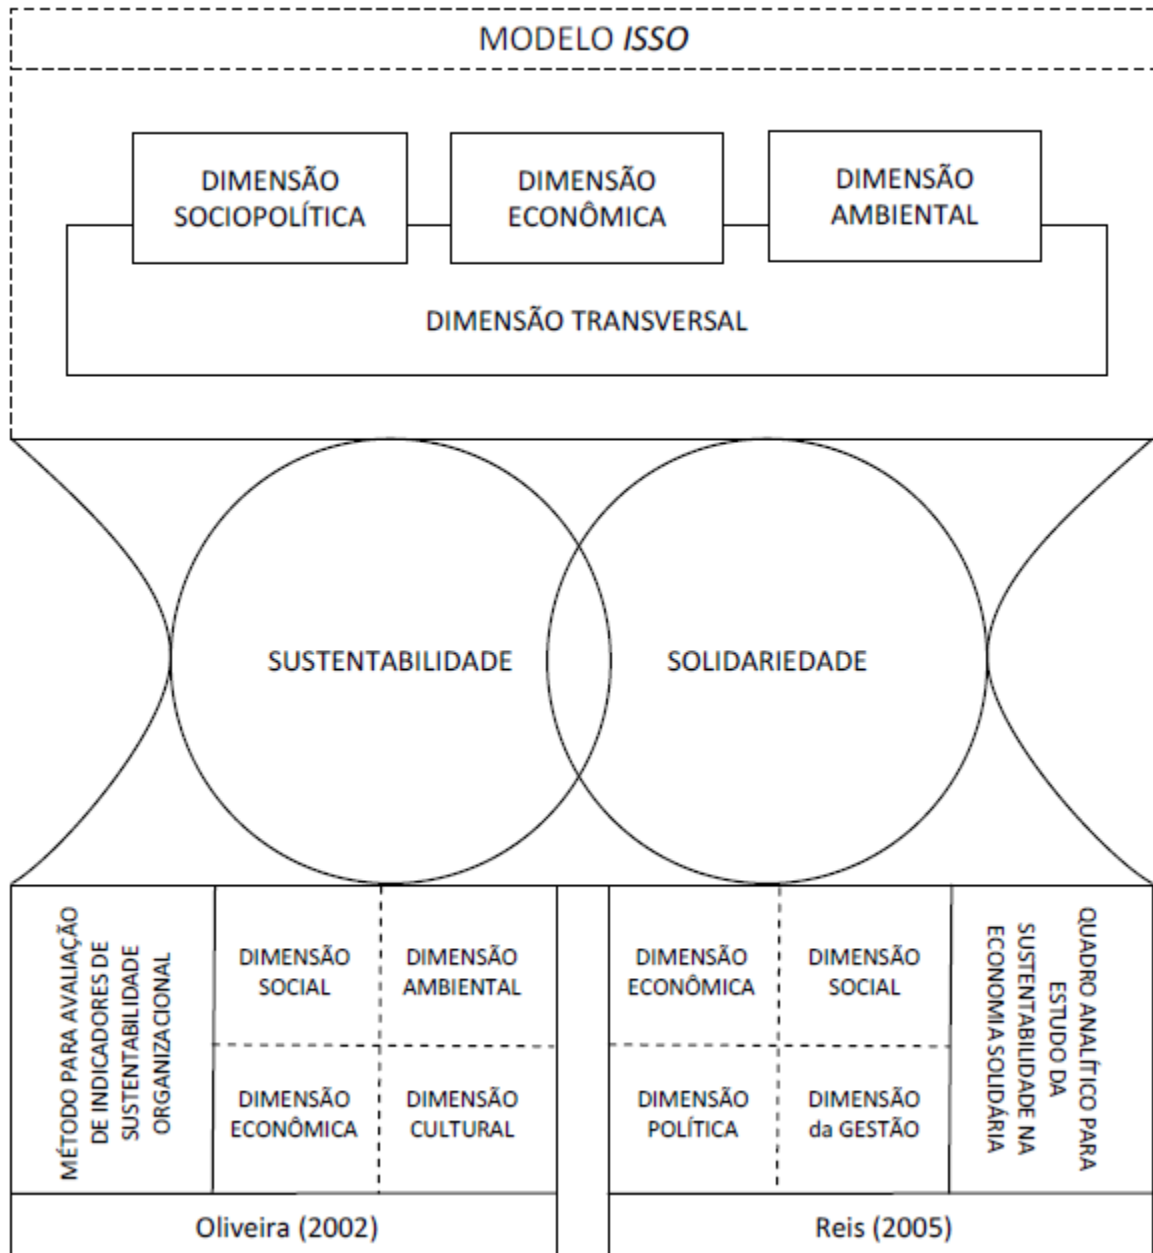 MODELO ISSO
DIMENSÃO
SOCIOPOLÍTICA
DIMENSÃO
ECONÔMICA
DIMENSÃO
AMBIENTAL
DIMENSÃO TRANSVERSAL
SUSTENTABILIDADE
SOLIDARIEDADE
MÉTODO PARA AVALIAÇÃO
DE INDICADORES DE
SUSTENTABILIDADE
ORGANIZACIONAL
DIMENSÃO
SOCIAL
DIMENSÃO
AMBIENTAL
DIMENSÃO
ECONÔMICA
DIMENSÃO
CULTURAL
Oliveira (2002)
DIMENSÃO
ECONÔMICA
DIMENSÃO
SOCIAL
DIMENSÃO
POLÍTICA
DIMENSÃO
da GESTÃO
QUADRO ANALÍTICO PARA
ESTUDO DA
SUSTENTABILIDADE NA
ECONOMIA SOLIDÁRIA
Reis (2005)